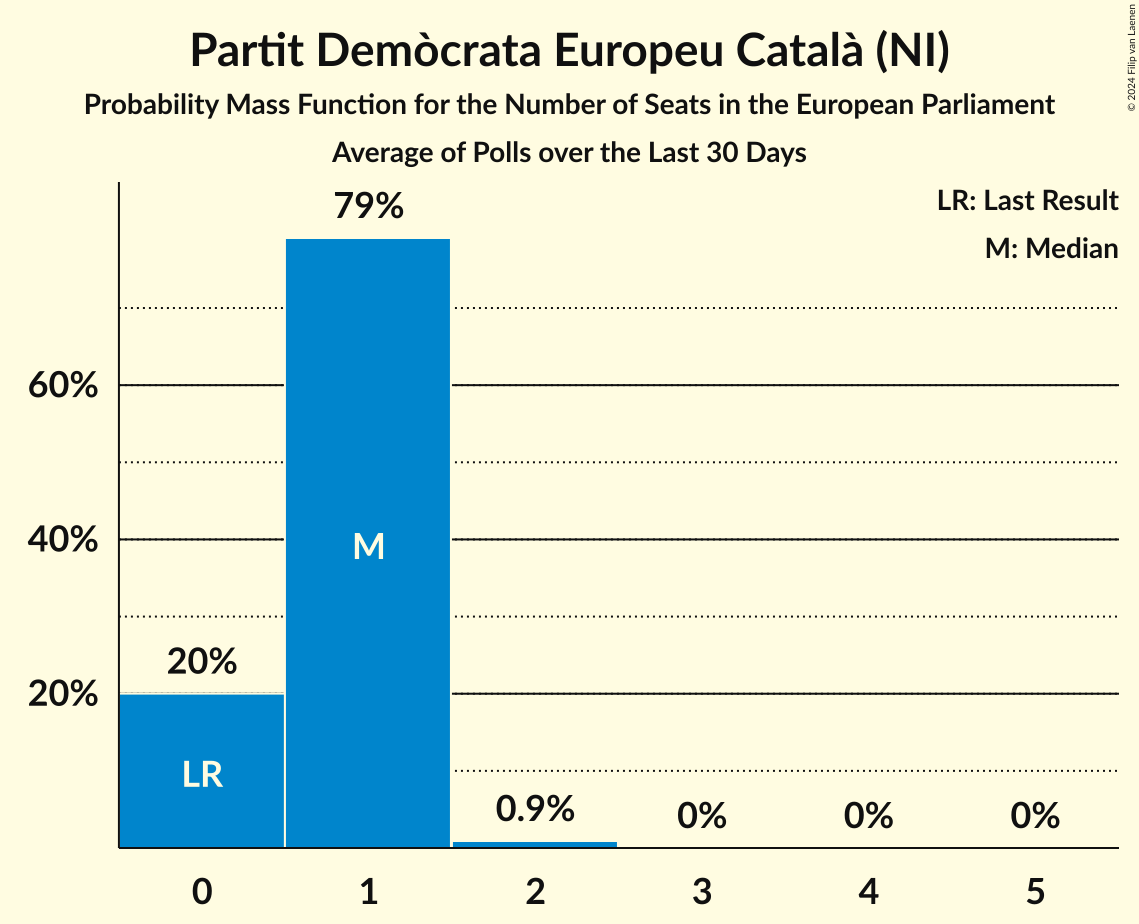 Partit Demòcrata Europeu Català (NI)
Probability Mass Function for the Number of Seats in the European Parliament
Average of Polls over the Last 30 Days
© 2024 Filip van Laenen
LR: Last Result
M: Median
79%
60%
40%
20%
M
20%
LR
0.9%
0%
0%
0%
0
1
2
3
4
5